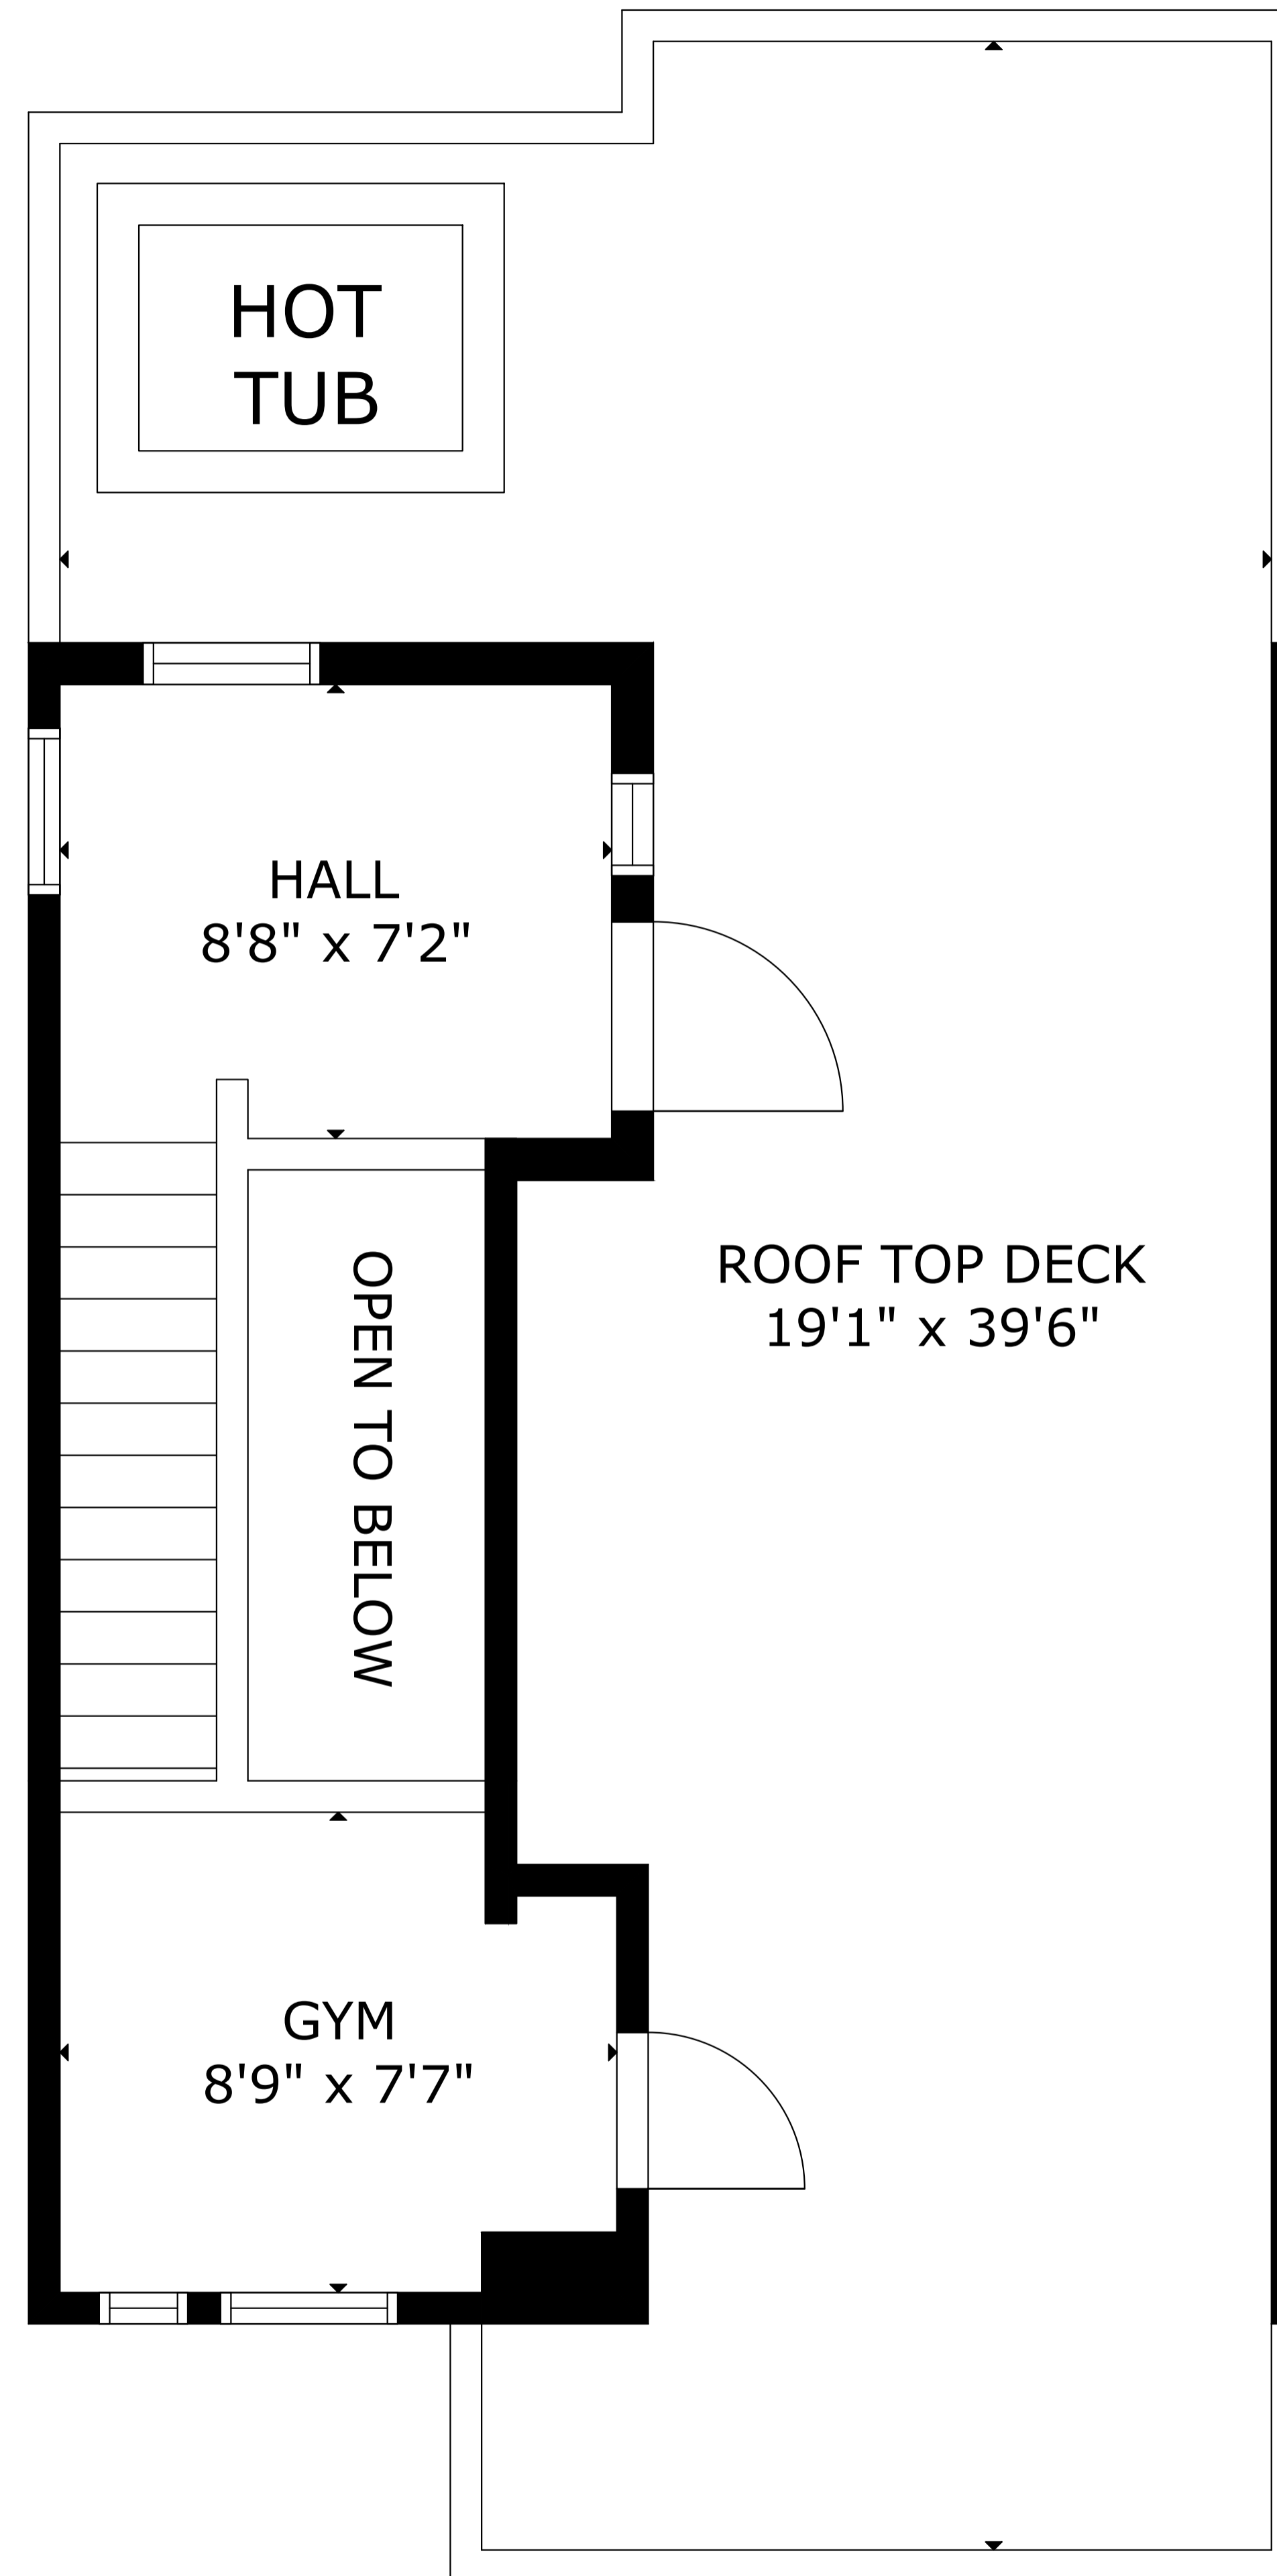 HOT
TUB
HALL
8'8" x 7'2"
OPEN TO BELOW
ROOF TOP DECK
19'1" x 39'6"
GYM
8'9" x 7'7"